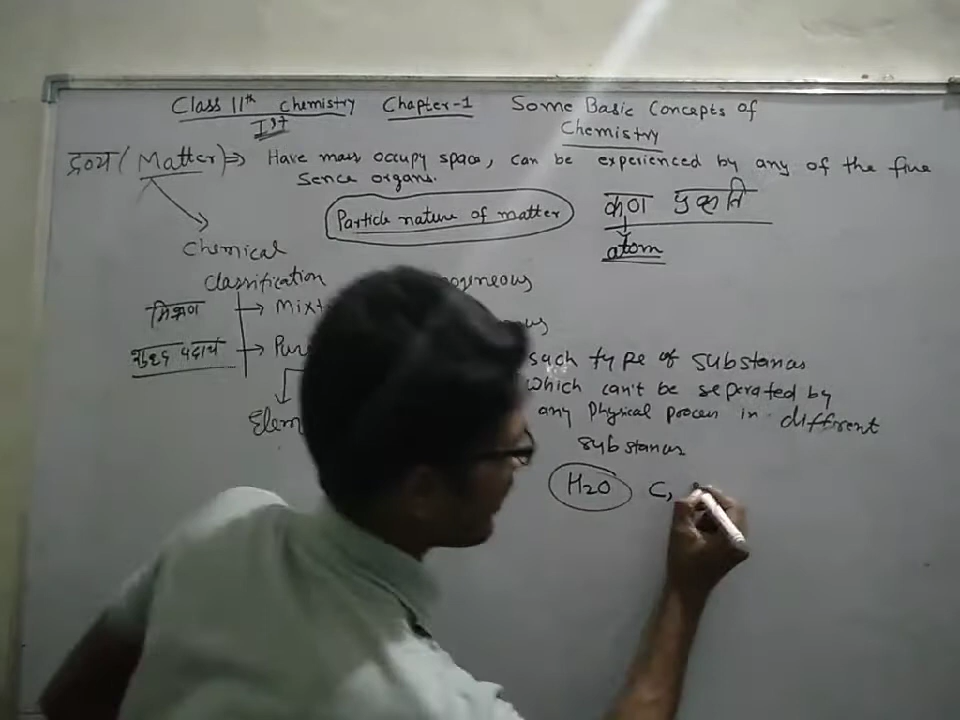 Class 11th Chemistry Chapter-1 Some Basic Concepts of
Ist Chemistry
द्रव्य (Matter) ⇒ Have mass occupy space, can be experienced by any of the five
Sence organs.
Particle nature of matter
कण प्रकृति
atom
Chemical
Classification
मिश्रण
शुद्ध पदार्थ
such type of substances
which can't be seperated by
any Physical process in different
substances
H2O C,